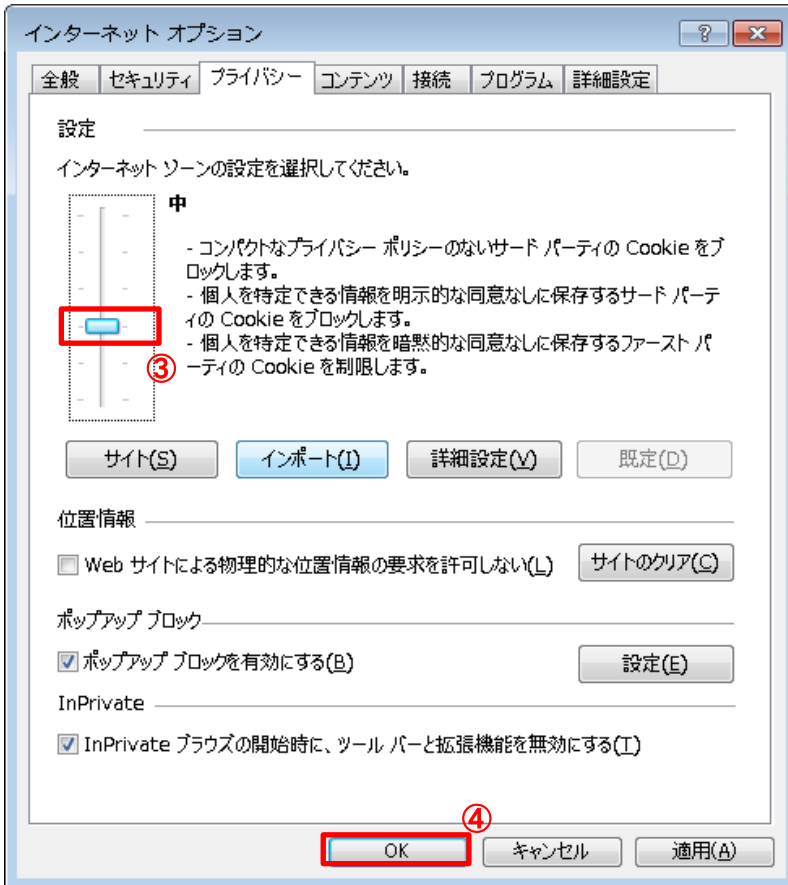 インターネット オプション
全般 セキュリティ プライバシー コンテンツ 接続 プログラム 詳細設定
設定
インターネット ゾーンの設定を選択してください。
中
- コンパクトなプライバシー ポリシーのないサード パーティの Cookie をブ
ロックします。
- 個人を特定できる情報を明示的な同意なしに保存するサード パーテ
ィの Cookie をブロックします。
- 個人を特定できる情報を暗黙的な同意なしに保存するファースト パ
ーティの Cookie を制限します。
③
サイト(S) インポート(I) 詳細設定(V) 既定(D)
位置情報
Web サイトによる物理的な位置情報の要求を許可しない(L) サイトのクリア(C)
ポップアップ ブロック
ポップアップ ブロックを有効にする(B) 設定(E)
InPrivate
InPrivate ブラウズの開始時に、ツール バーと拡張機能を無効にする(T)
④
OK キャンセル 適用(A)